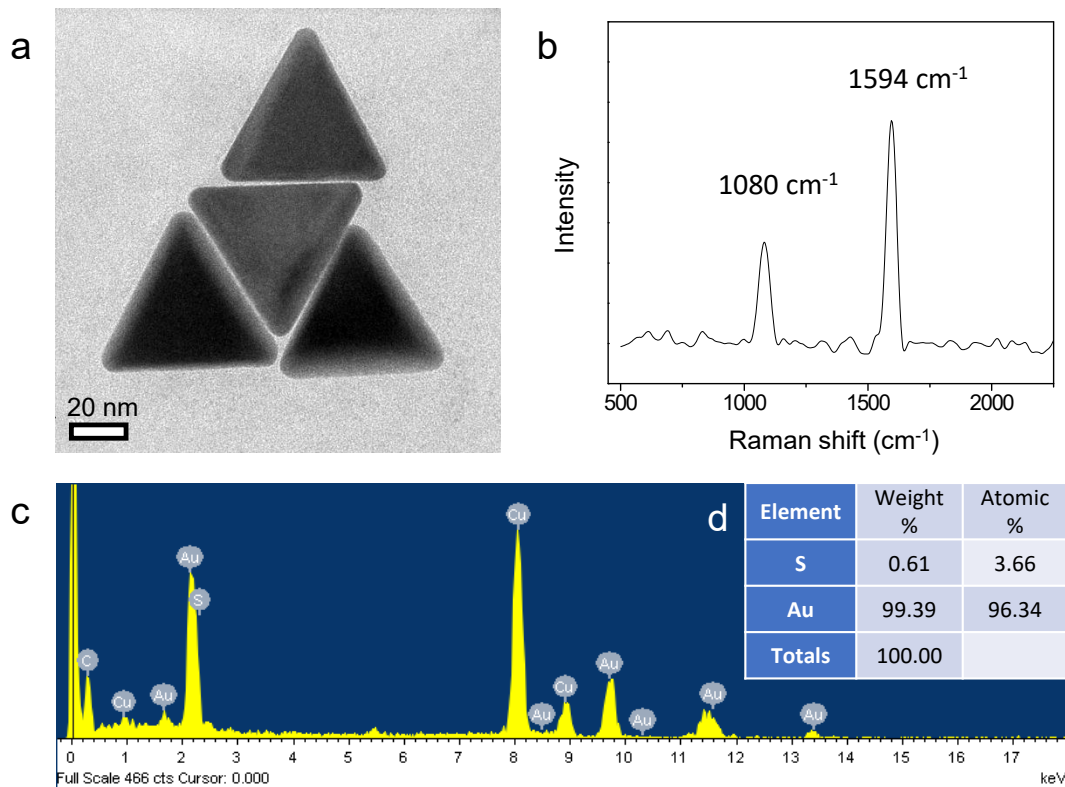 a
20 nm
b
1594 cm-1
1080 cm-1
Intensity
500 1000 1500 2000
Raman shift (cm-1)
c
Au
S
C
Cu
Au
Cu
Au
Cu
Au
Au
Au
Au
0 1 2 3 4 5 6 7 8 9 10 11 12 13 14 15 16 17
Full Scale 466 cts Cursor: 0.000
keV
d
Element Weight % Atomic %
S 0.61 3.66
Au 99.39 96.34
Totals 100.00